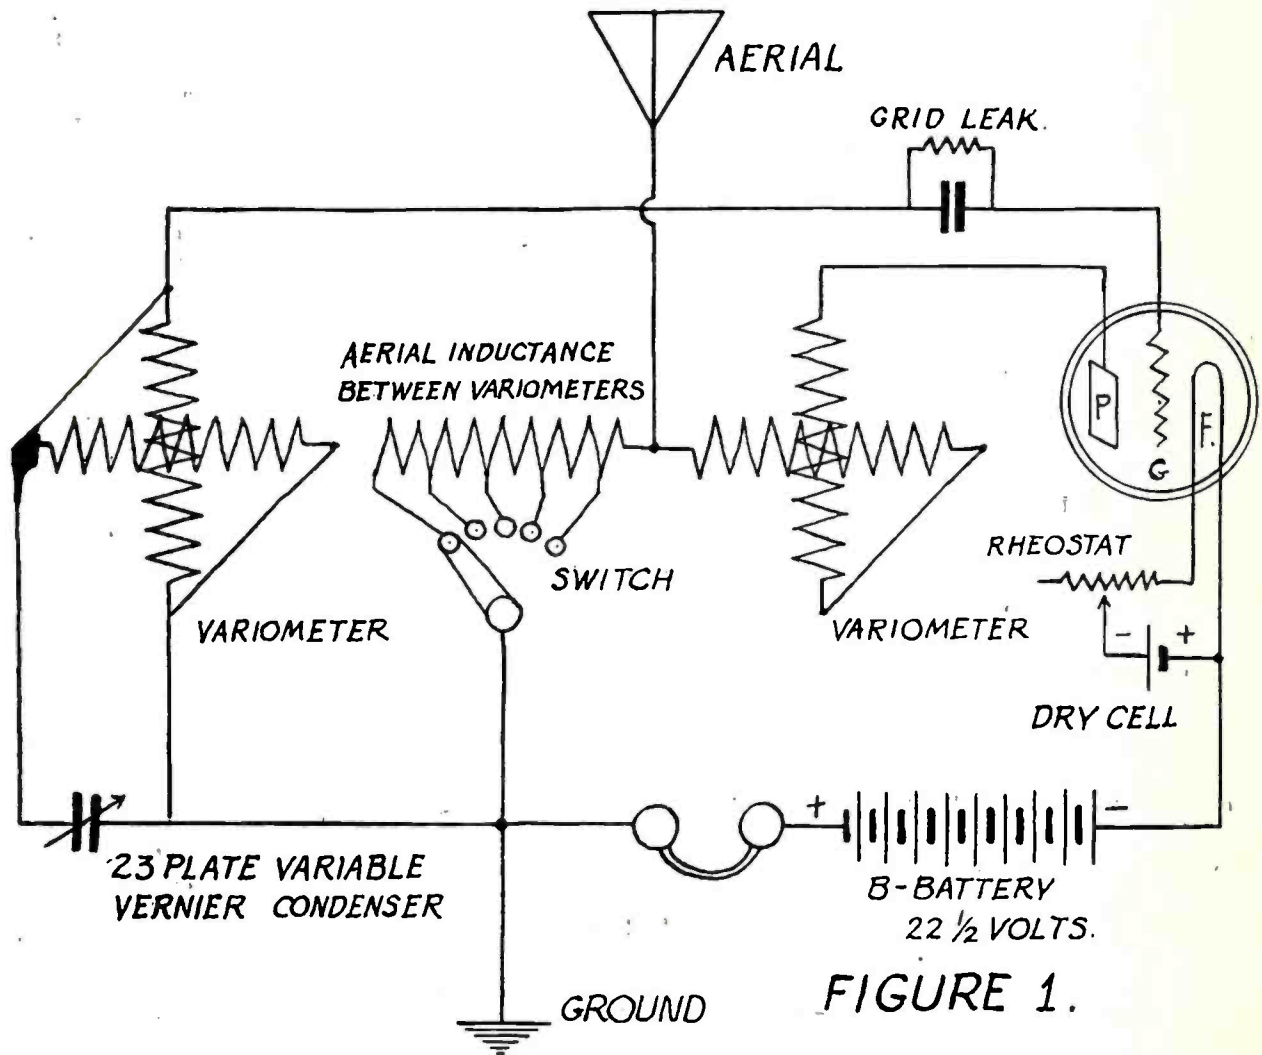 AERIAL
GRID LEAK.
AERIAL INDUCTANCE
BETWEEN VARIOMETERS
P
G
F.
SWITCH
RHEOSTAT
VARIOMETER
VARIOMETER
- +
DRY CELL
+ -
23 PLATE VARIABLE
VERNIER CONDENSER
B-BATTERY
22 ½ VOLTS.
GROUND
FIGURE 1.